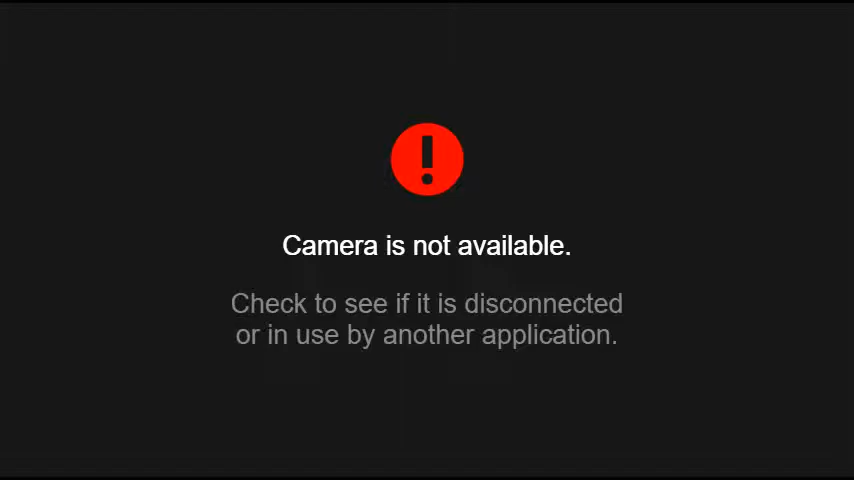 Camera is not available.
Check to see if it is disconnected
or in use by another application.